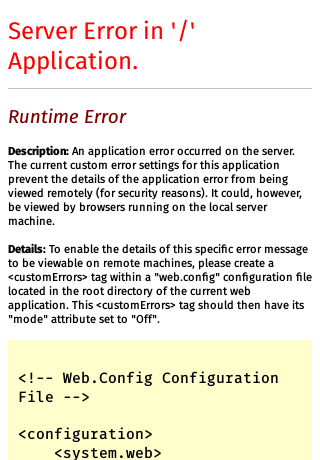 Server Error in '/'
Application.
Runtime Error
Description: An application error occurred on the server.
The current custom error settings for this application
prevent the details of the application error from being
viewed remotely (for security reasons). It could, however,
be viewed by browsers running on the local server
machine.
Details: To enable the details of this specific error message
to be viewable on remote machines, please create a
<customErrors> tag within a "web.config" configuration file
located in the root directory of the current web
application. This <customErrors> tag should then have its
"mode" attribute set to "Off".
<!-- Web.Config Configuration
File -->
<configuration>
    <system.web>